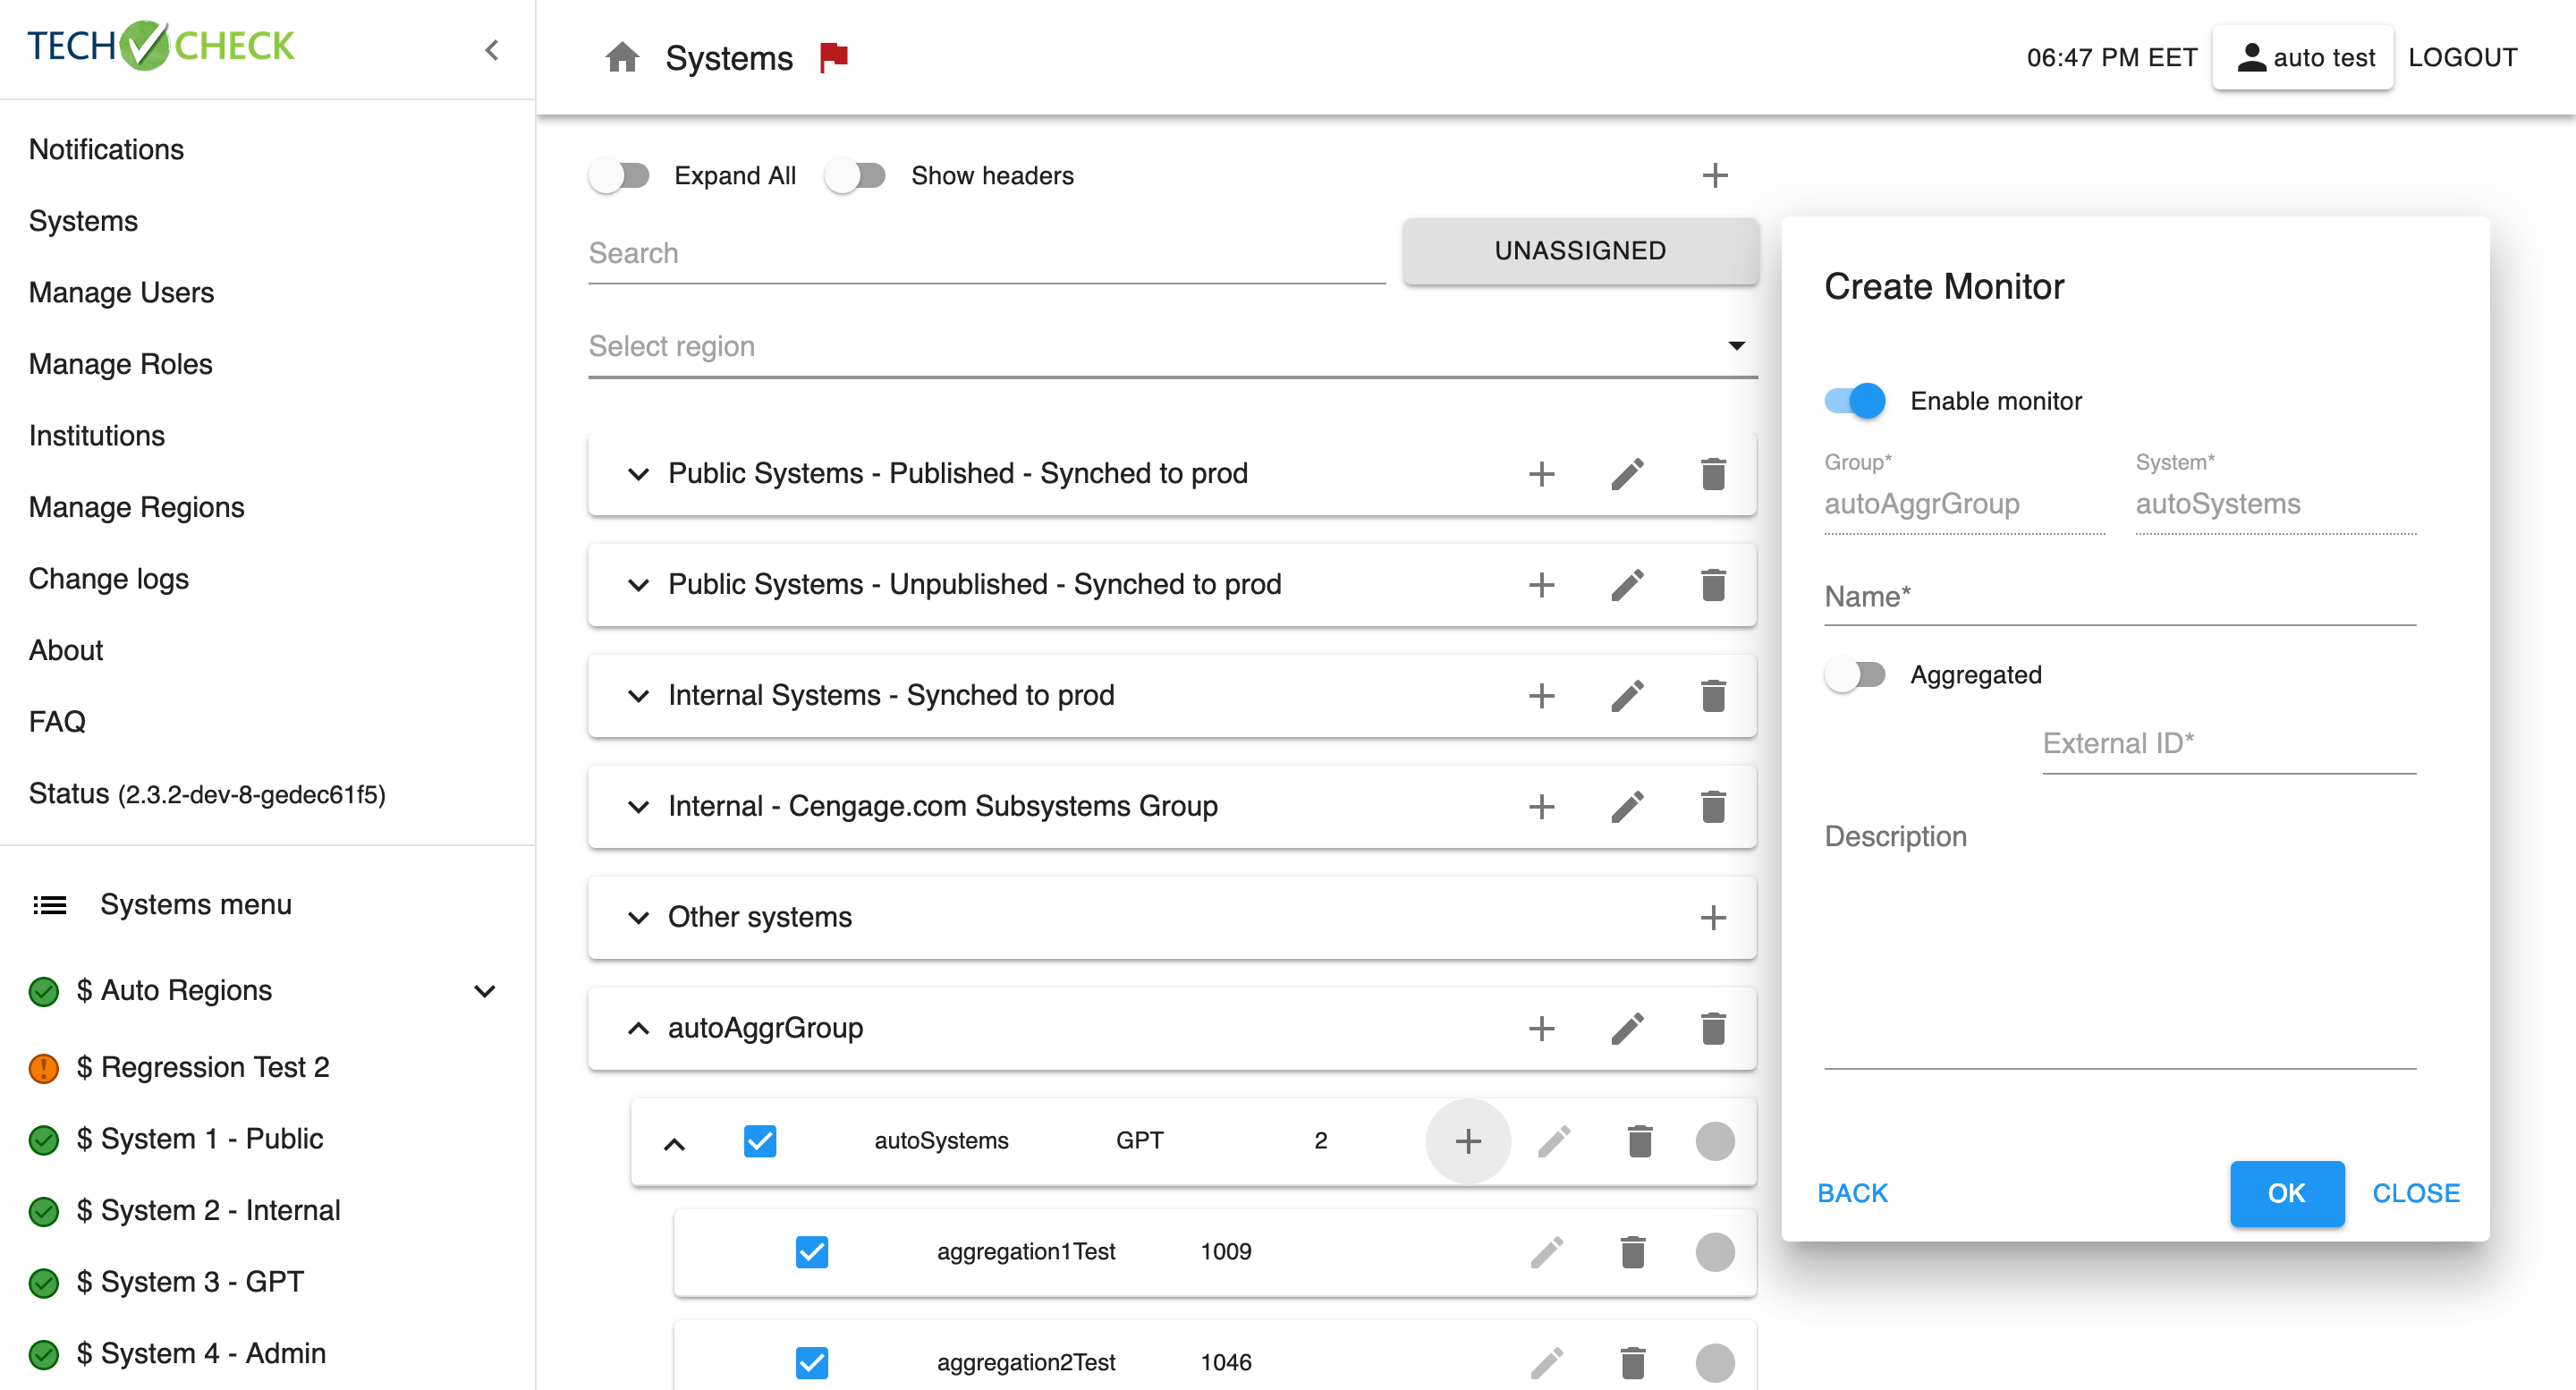 TECH CHECK
Notifications
Systems
Manage Users
Manage Roles
Institutions
Manage Regions
Change logs
About
FAQ
Status (2.3.2-dev-8-gedec61f5)
Systems menu
$ Auto Regions
$ Regression Test 2
$ System 1 - Public
$ System 2 - Internal
$ System 3 - GPT
$ System 4 - Admin
Systems
06:47 PM EET auto test LOGOUT
Expand All Show headers
Search UNASSIGNED
Select region
Public Systems - Published - Synched to prod
Public Systems - Unpublished - Synched to prod
Internal Systems - Synched to prod
Internal - Cengage.com Subsystems Group
Other systems
autoAggrGroup
autoSystems GPT 2
aggregation1Test 1009
aggregation2Test 1046
Create Monitor
Enable monitor
Group* System*
autoAggrGroup autoSystems
Name*
Aggregated
External ID*
Description
BACK OK CLOSE